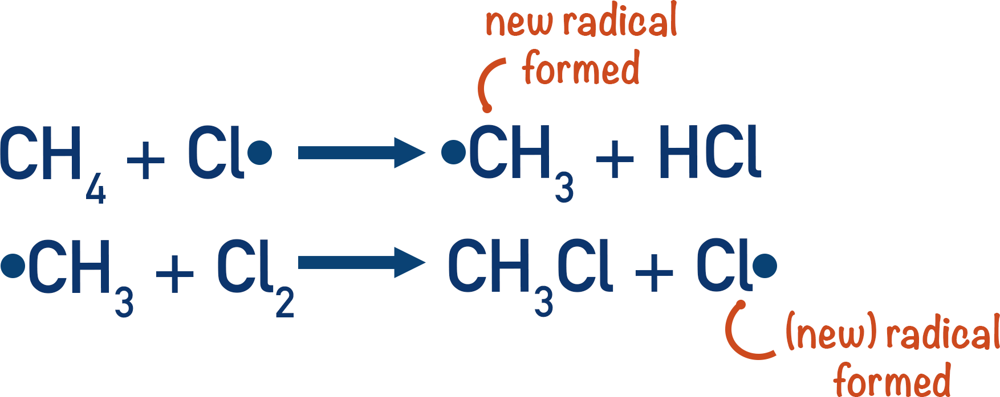 new radical
formed
CH₄ + Cl• → •CH₃ + HCl
•CH₃ + Cl₂ → CH₃Cl + Cl•
(new) radical
formed